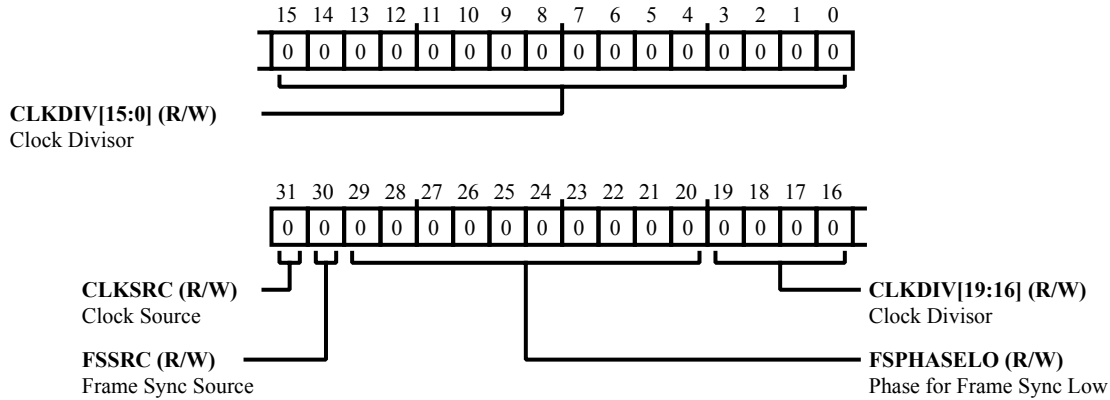 15 14 13 12 11 10 9 8 7 6 5 4 3 2 1 0
0 0 0 0 0 0 0 0 0 0 0 0 0 0 0 0
CLKDIV[15:0] (R/W)
Clock Divisor
31 30 29 28 27 26 25 24 23 22 21 20 19 18 17 16
0 0 0 0 0 0 0 0 0 0 0 0 0 0 0 0
CLKSRC (R/W)
Clock Source
CLKDIV[19:16] (R/W)
Clock Divisor
FSSRC (R/W)
Frame Sync Source
FSPHASELO (R/W)
Phase for Frame Sync Low